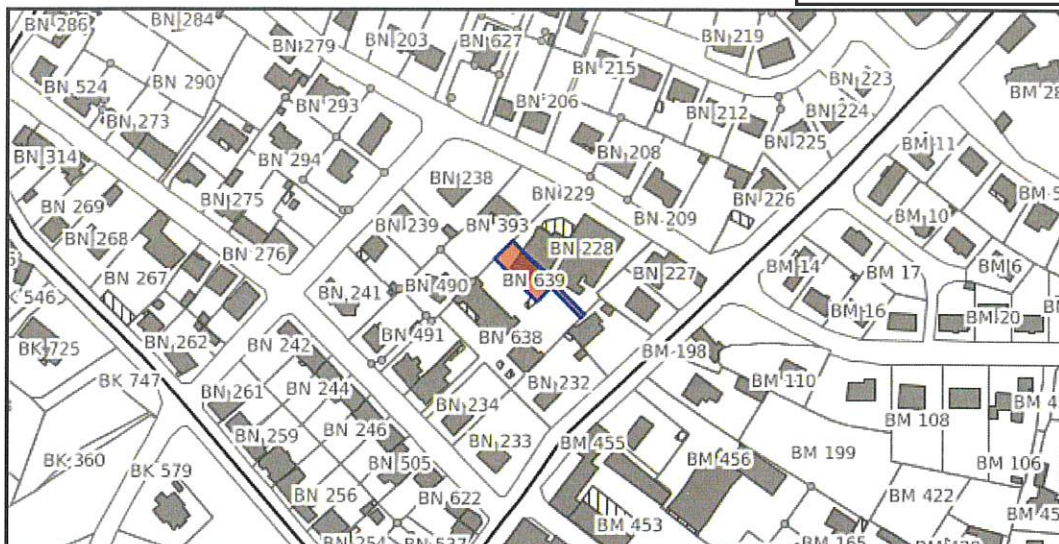 BN 286
BN 284
BN 279
BN 203
BN 627
BN 219
BN 215
BN 223
BN 524
BN 290
BN 206
BN 212
BN 224
BN 273
BN 293
BN 225
BM 11
BN 314
BN 294
BN 208
BN 238
BN 229
BN 226
BN 275
BN 269
BN 239
BN 393
BN 209
BM 10
BN 268
BN 276
BN 228
BN 267
BN 490
BN 639
BN 227
BM 14
BM 17
BM 6
BK 546
BN 241
BM 16
BM 20
BK 725
BN 262
BN 242
BN 491
BN 638
BM 198
BK 747
BN 261
BN 244
BN 232
BM 110
BN 234
BM 108
BN 259
BN 246
BN 233
BM 455
BM 199
BK 360
BK 579
BN 505
BM 456
BM 106
BN 256
BN 622
BM 422
BM 453
BN 254
BN 537
BM 165